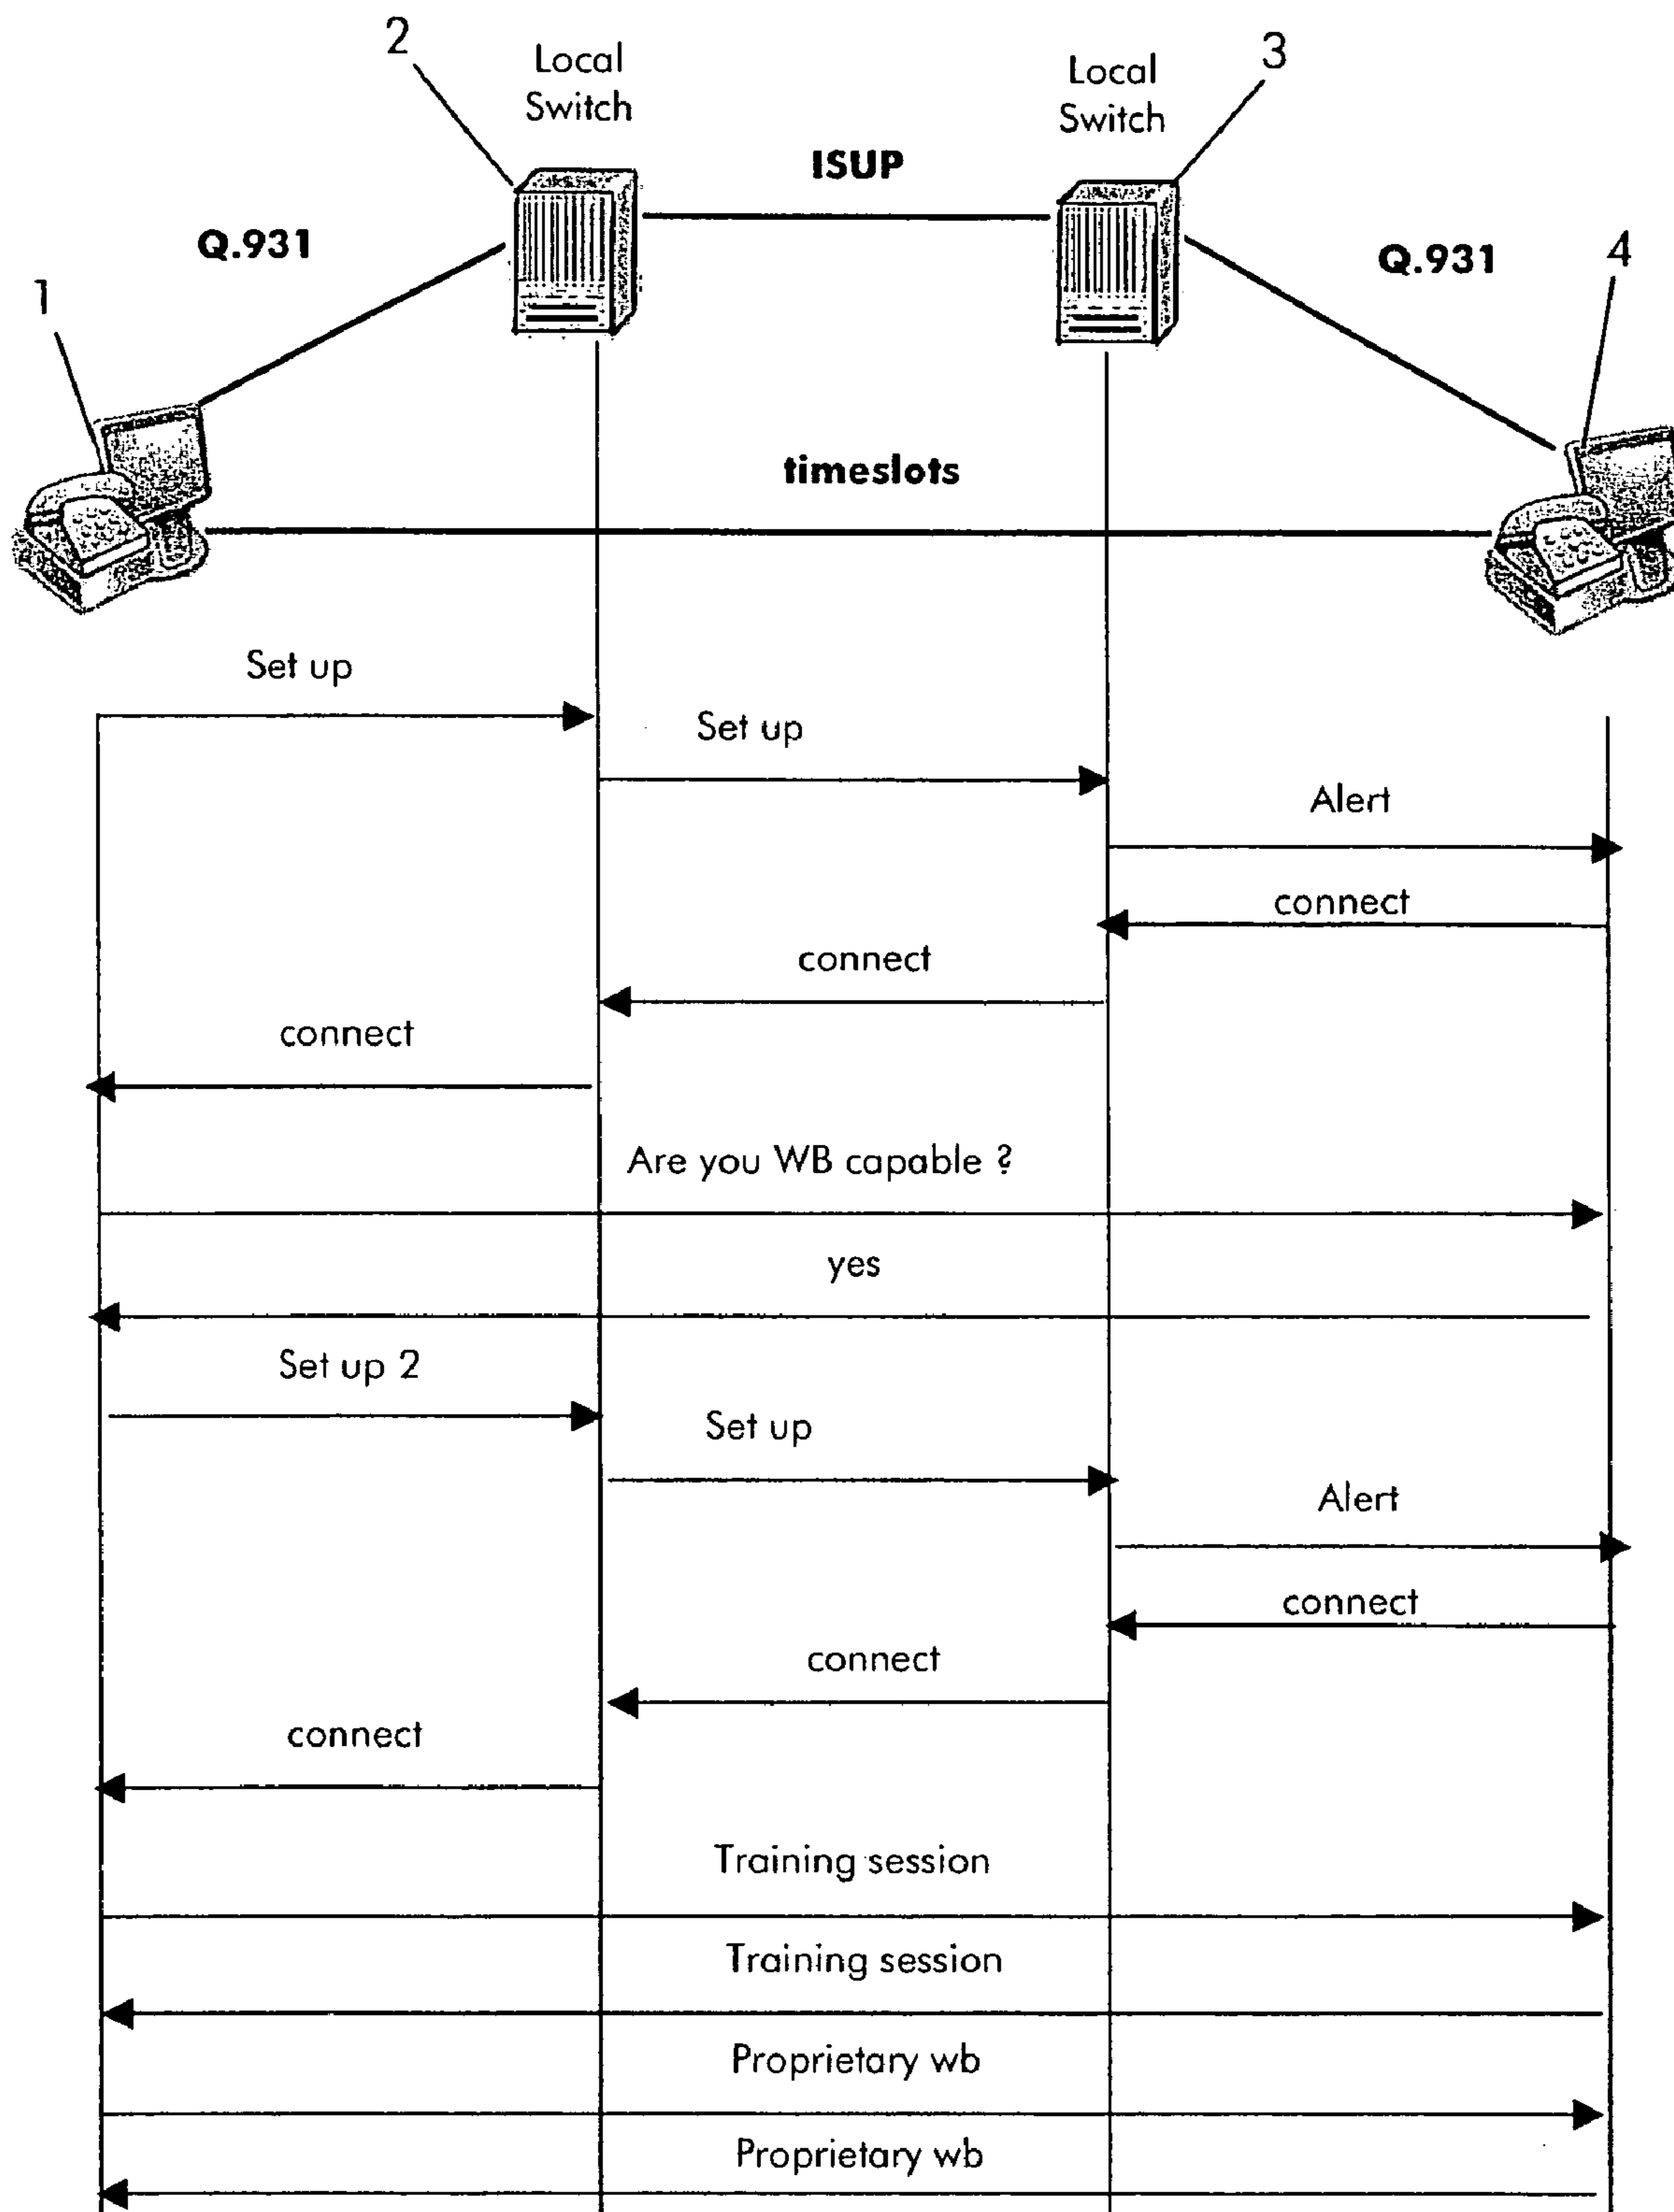 2
Local
Switch
Local
Switch
3
ISUP
Q.931
Q.931
4
1
timeslots
Set up
Set up
Alert
connect
connect
connect
Are you WB capable ?
yes
Set up 2
Set up
Alert
connect
connect
connect
Training session
Training session
Proprietary wb
Proprietary wb